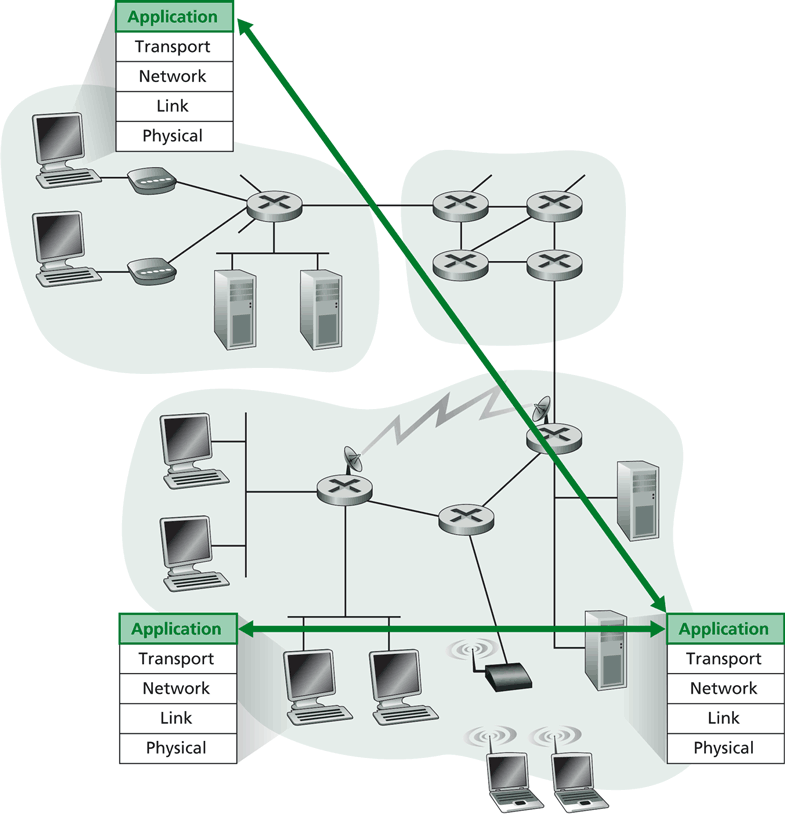 Application
Transport
Network
Link
Physical
Application
Transport
Network
Link
Physical
Application
Transport
Network
Link
Physical